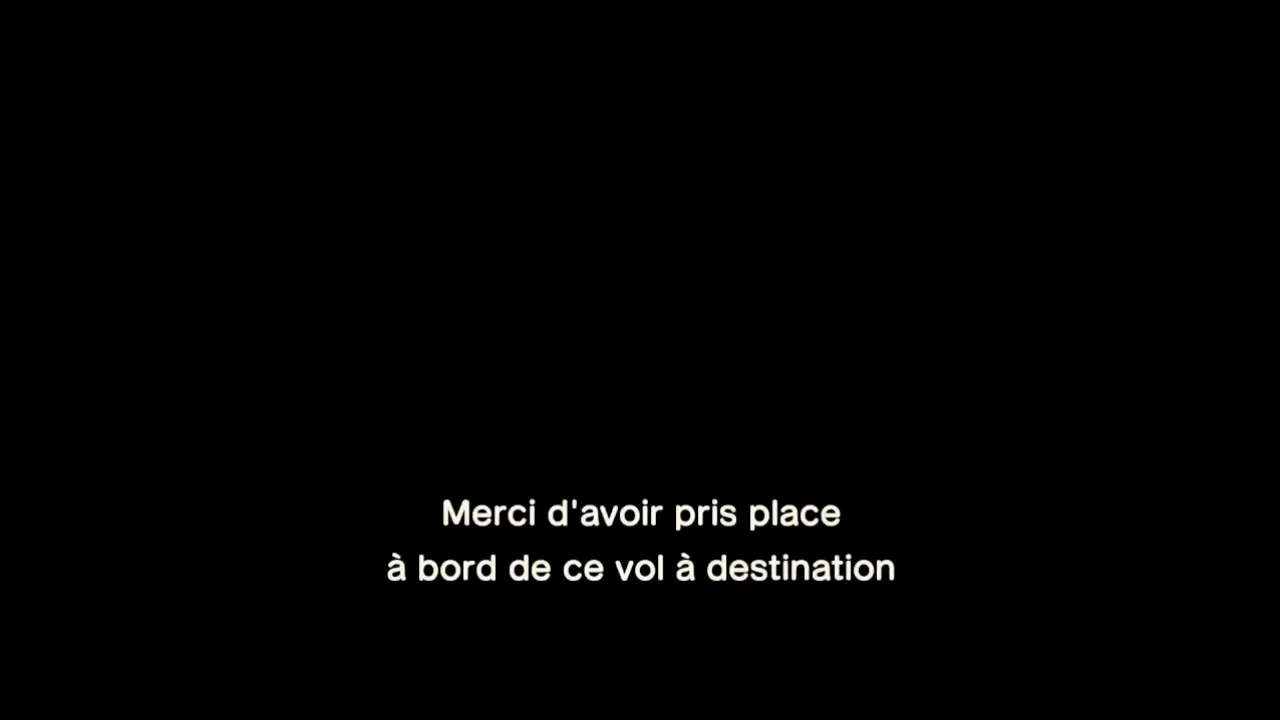 Merci d'avoir pris place
à bord de ce vol à destination